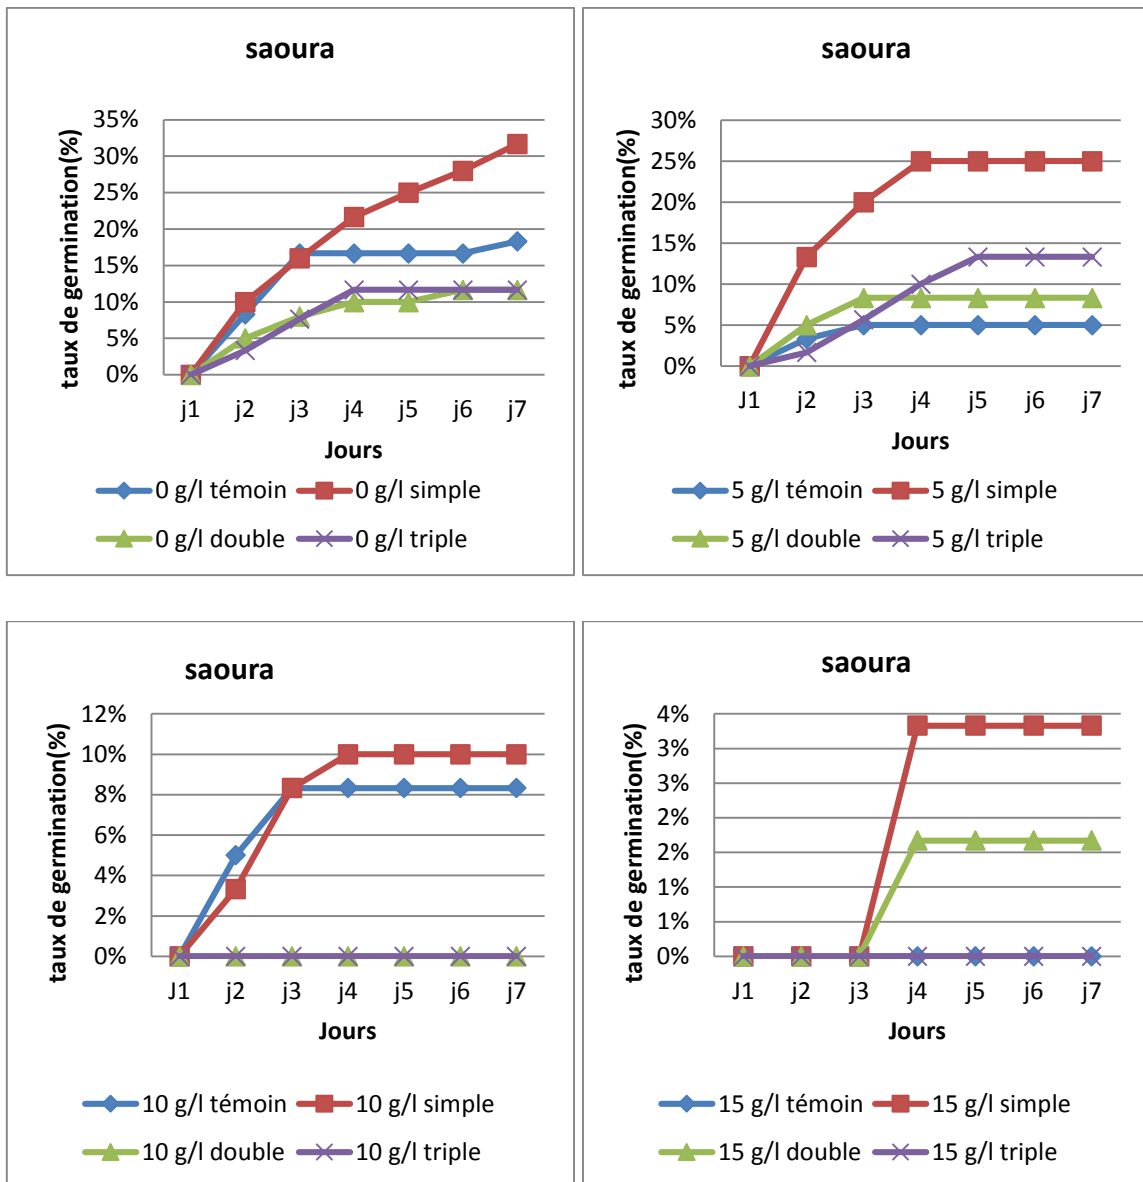 saoura
taux de germination(%)
35%
30%
25%
20%
15%
10%
5%
0%
j1 j2 j3 j4 j5 j6 j7
Jours
0 g/l témoin 0 g/l simple
0 g/l double 0 g/l triple
saoura
taux de germination(%)
30%
25%
20%
15%
10%
5%
0%
J1 j2 j3 j4 j5 j6 j7
Jours
5 g/l témoin 5 g/l simple
5 g/l double 5 g/l triple
saoura
taux de germination(%)
12%
10%
8%
6%
4%
2%
0%
J1 j2 j3 j4 j5 j6 j7
Jours
10 g/l témoin 10 g/l simple
10 g/l double 10 g/l triple
saoura
taux de germination(%)
4%
3%
3%
2%
2%
1%
1%
0%
J1 j2 j3 j4 j5 j6 j7
Jours
15 g/l témoin 15 g/l simple
15 g/l double 15 g/l triple